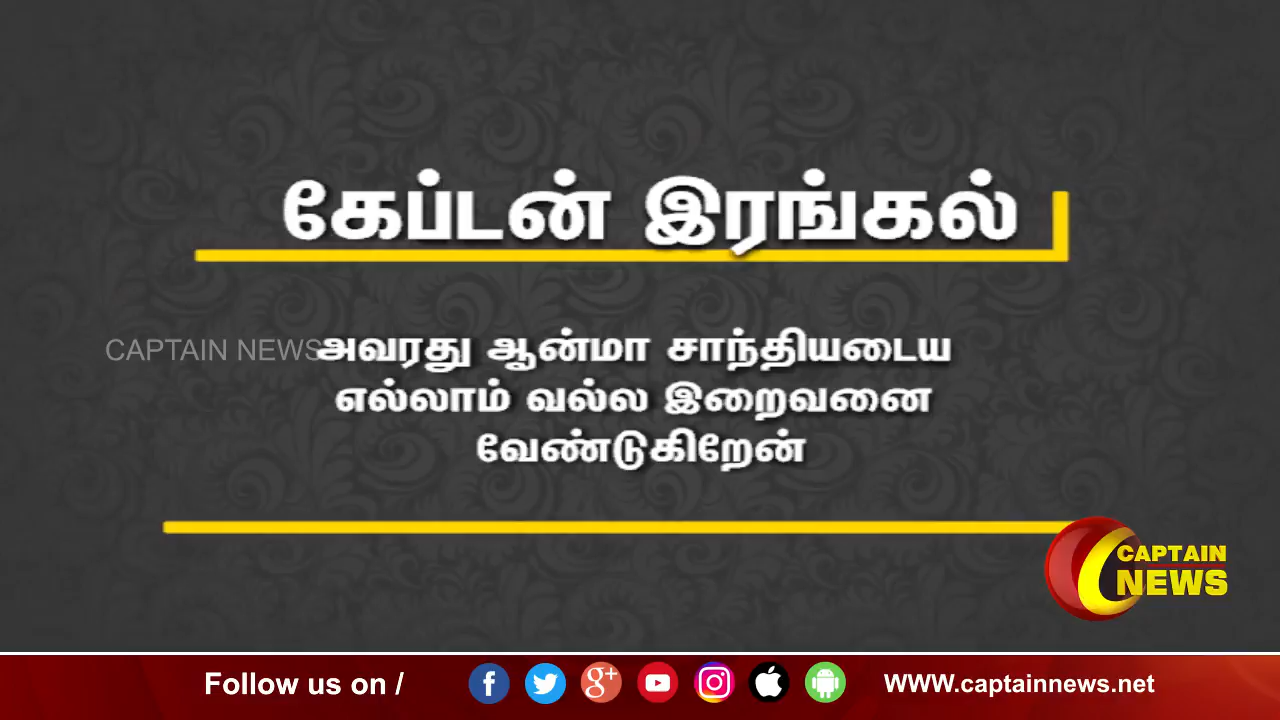 கேப்டன் இரங்கல்
CAPTAIN NEWS
அவரது ஆன்மா சாந்தியடைய
எல்லாம் வல்ல இறைவனை
வேண்டுகிறேன்
CAPTAIN
NEWS
Follow us on / WWW.captainnews.net